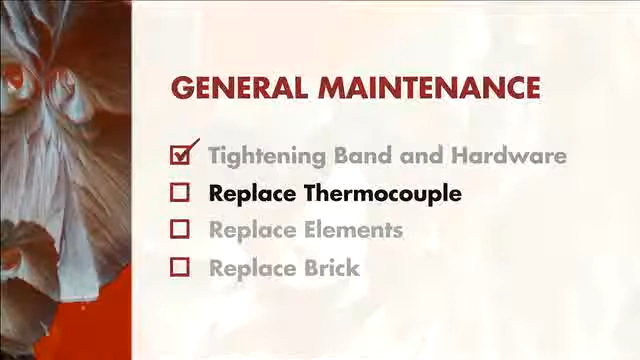 GENERAL MAINTENANCE
Tightening Band and Hardware
Replace Thermocouple
Replace Elements
Replace Brick